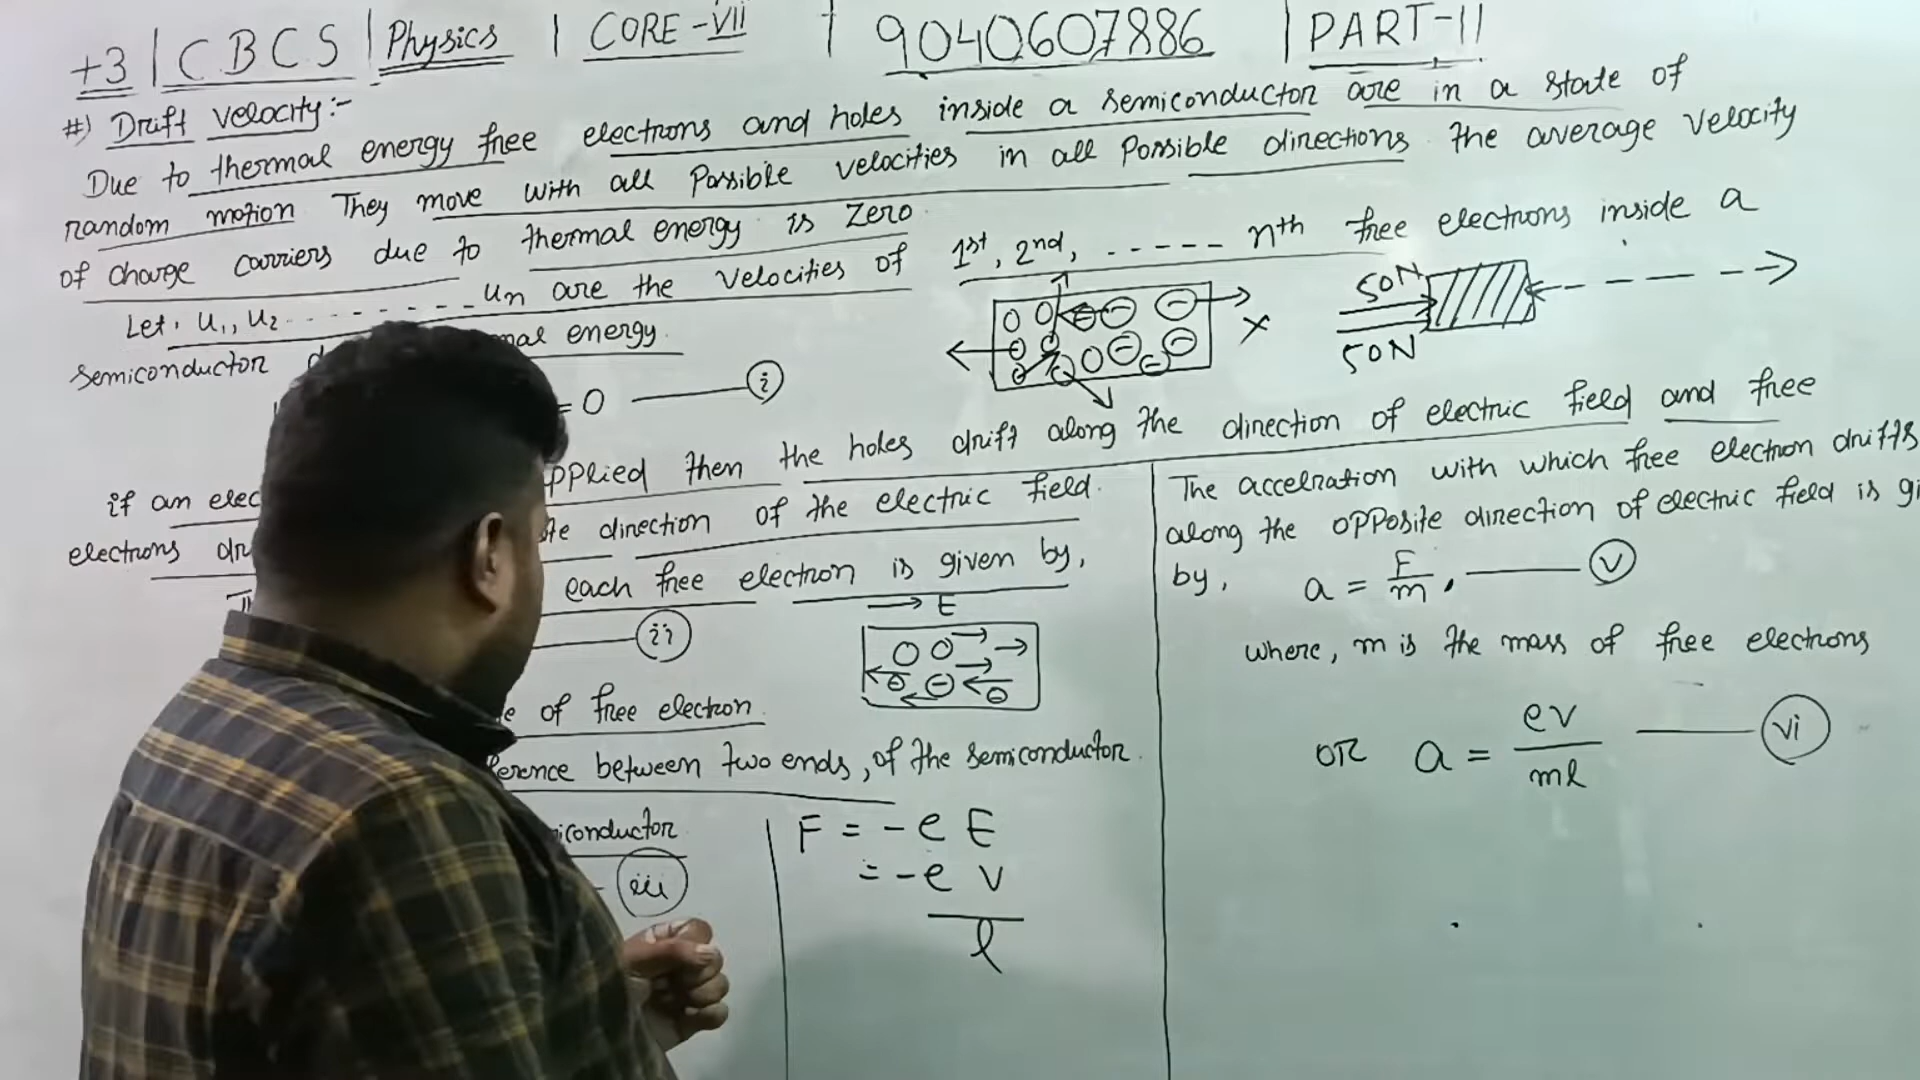 +3 | CBCS | Physics | CORE-VII | 9040607886 | PART-II
#) Drift velocity:-
Due to thermal energy free electrons and holes inside a semiconductor are in a state of
random motion They move with all Possible velocities in all Possible directions. The average velocity
of charge carriers due to thermal energy is Zero.
Let, u1, u2 - - - - - - - - un are the velocities of 1st, 2nd, - - - - - nth free electrons inside a
semiconductor energy.
= 0 (i)
50N
50N
x
if an elec pplied then the holes drift along the direction of electric field and free
electrons direction of the electric field.
each free electron is given by,
(ii)
→ E
of free electron
between two ends, of the semiconductor.
(iii)
F = -e E
= -e V
l
The accelration with which free electron drifts
along the opposite direction of electric field is gi
by, a = F/m, (v)
where, m is the mass of free electrons
OR a = ev/ml (vi)